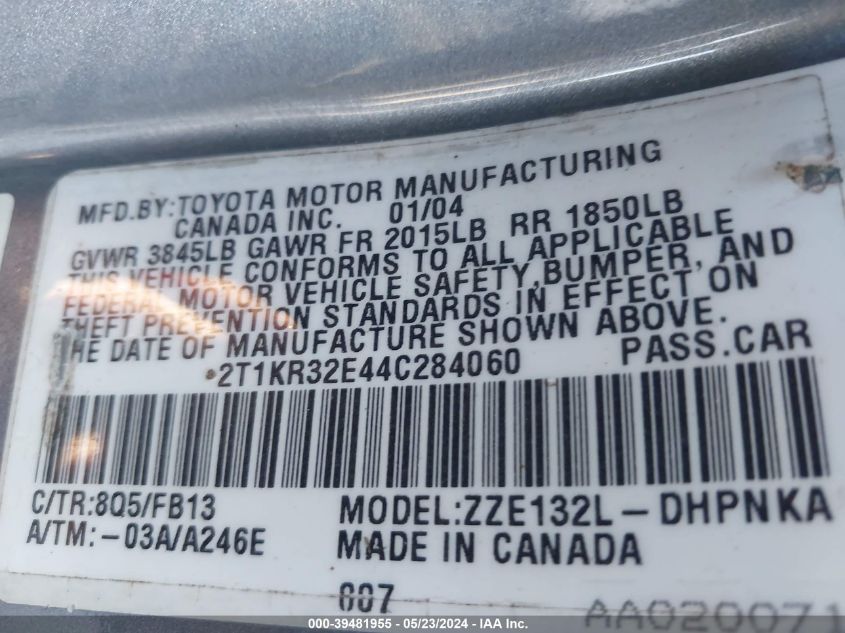 MFD.BY:TOYOTA MOTOR MANUFACTURING
CANADA INC. 01/04
GVWR 3845LB GAWR FR 2015LB RR 1850LB
THIS VEHICLE CONFORMS TO ALL APPLICABLE
FEDERAL MOTOR VEHICLE SAFETY,BUMPER, AND
THEFT PREVENTION STANDARDS IN EFFECT ON
THE DATE OF MANUFACTURE SHOWN ABOVE.
•2T1KR32E44C284060 PASS.CAR
C/TR:8Q5/FB13 MODEL:ZZE132L-DHPNKA
A/TM:-03A/A246E MADE IN CANADA
007 AA020071
000-39481955 - 05/23/2024 - IAA Inc.